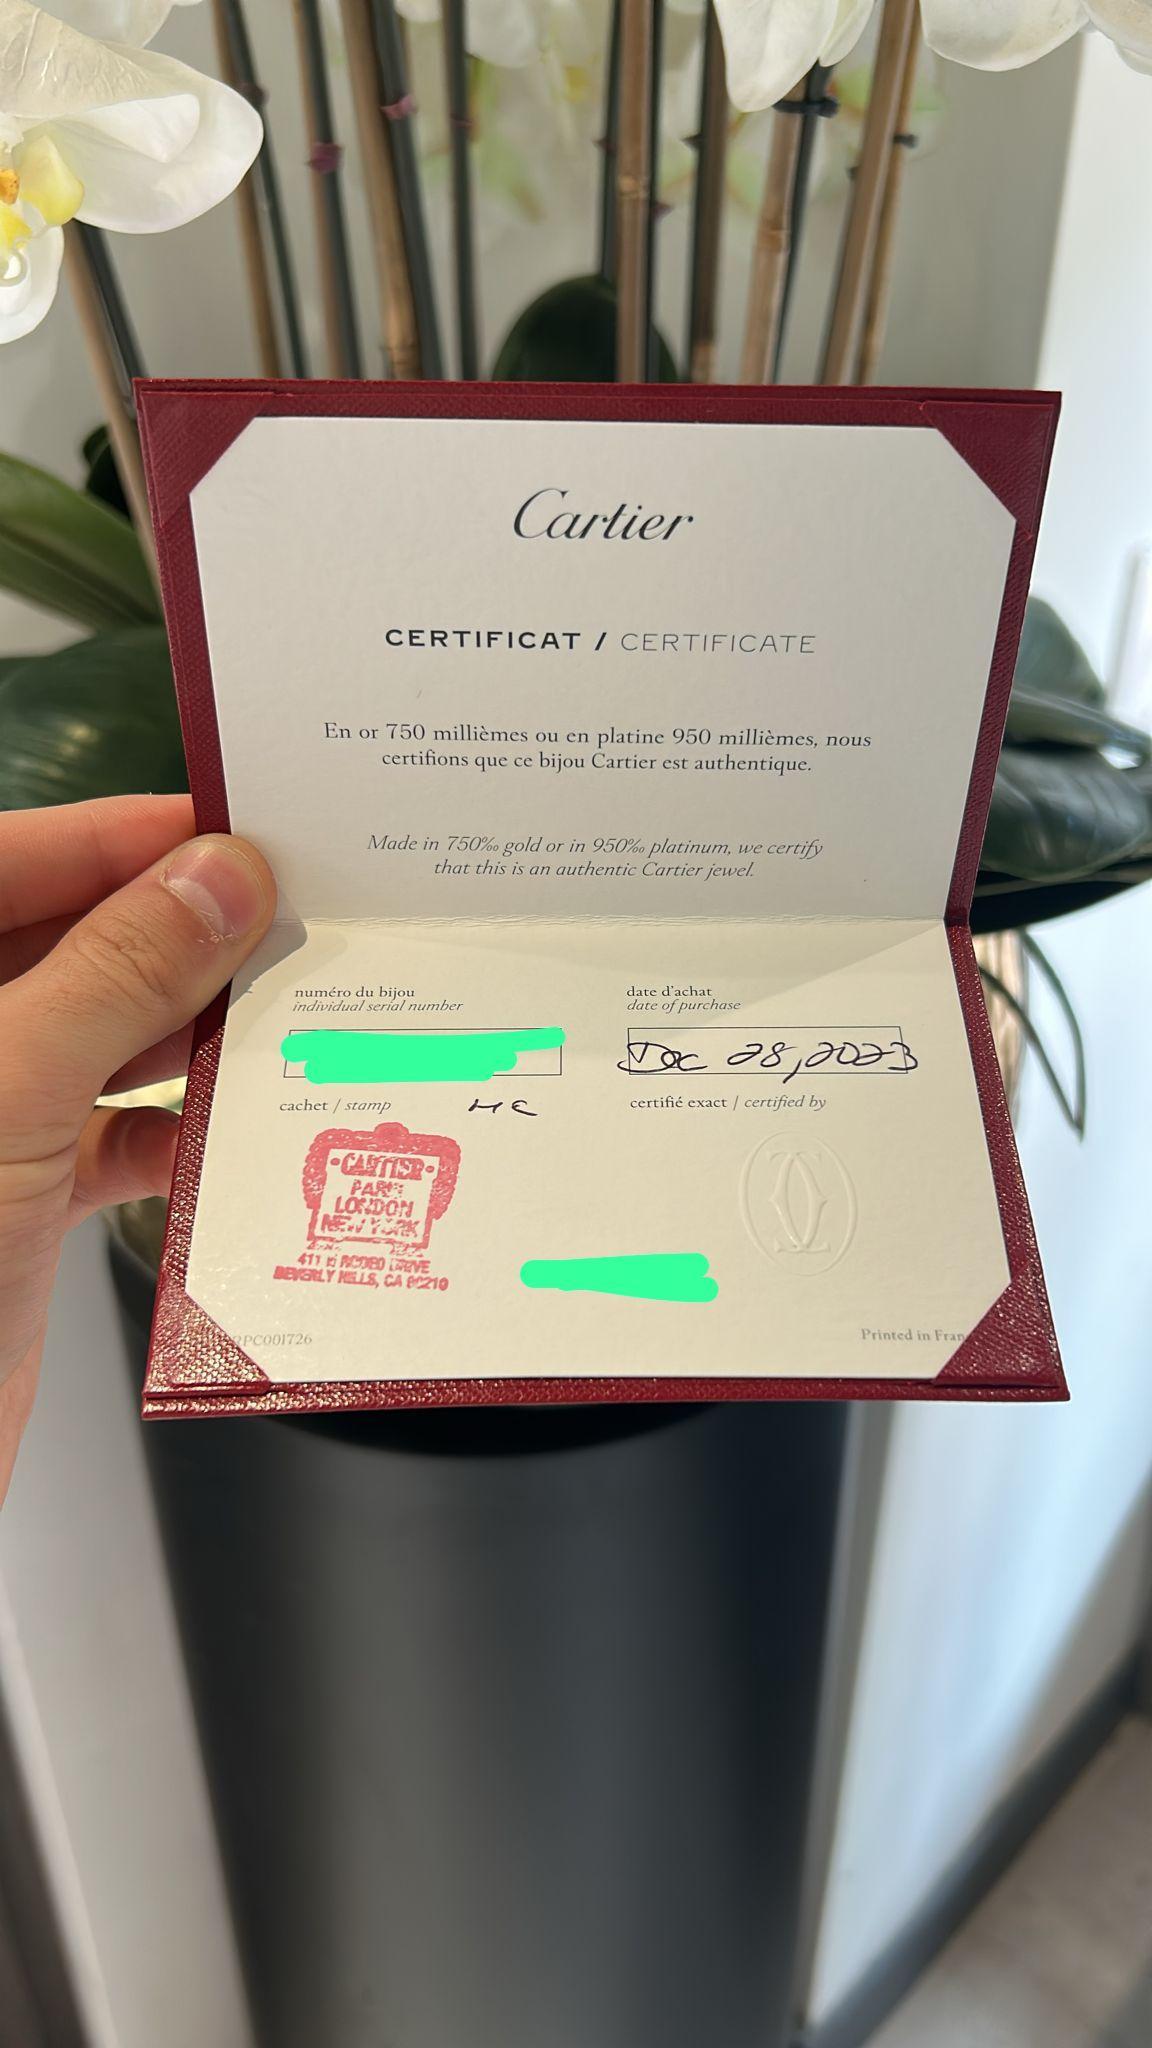 Cartier
CERTIFICAT / CERTIFICATE
En or 750 millièmes ou en platine 950 millièmes, nous
certifions que ce bijou Cartier est authentique.
Made in 750‰ gold or in 950‰ platinum, we certify
that this is an authentic Cartier jewel.
numéro du bijou
individual serial number
date d'achat
date of purchase
Dec 28, 2023
cachet / stamp
certifié exact / certified by
CARTIER
PARIS
LONDON
NEW YORK
411 N RODEO DRIVE
BEVERLY HILLS, CA 90210
RPC001726
Printed in Fran